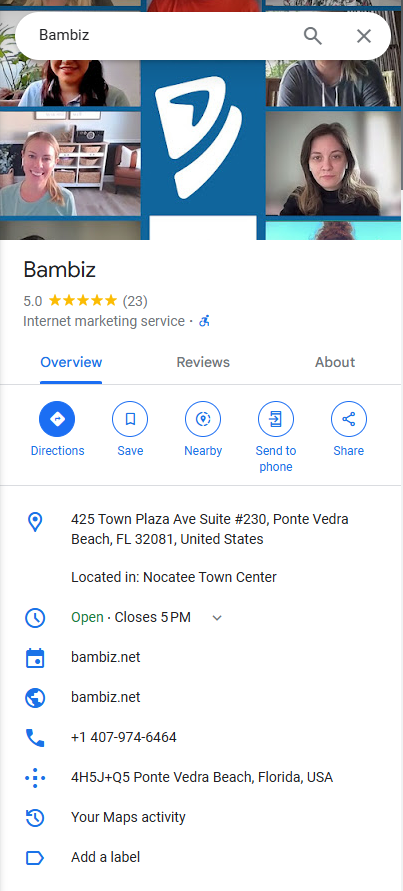 Bambiz
Bambiz
5.0 ★★★★★ (23)
Internet marketing service ·
Overview
Reviews
About
Directions
Save
Nearby
Send to
phone
Share
425 Town Plaza Ave Suite #230, Ponte Vedra
Beach, FL 32081, United States
Located in: Nocatee Town Center
Open · Closes 5 PM
bambiz.net
bambiz.net
+1 407-974-6464
4H5J+Q5 Ponte Vedra Beach, Florida, USA
Your Maps activity
Add a label